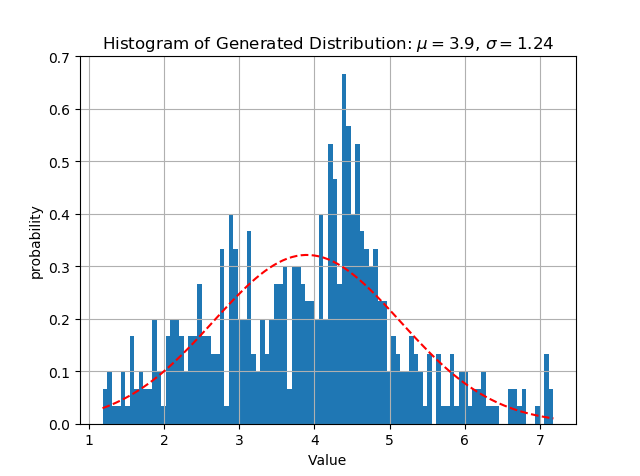 Histogram of Generated Distribution: μ = 3.9, σ = 1.24
probability
0.7
0.6
0.5
0.4
0.3
0.2
0.1
0.0
1 2 3 4 5 6 7
Value